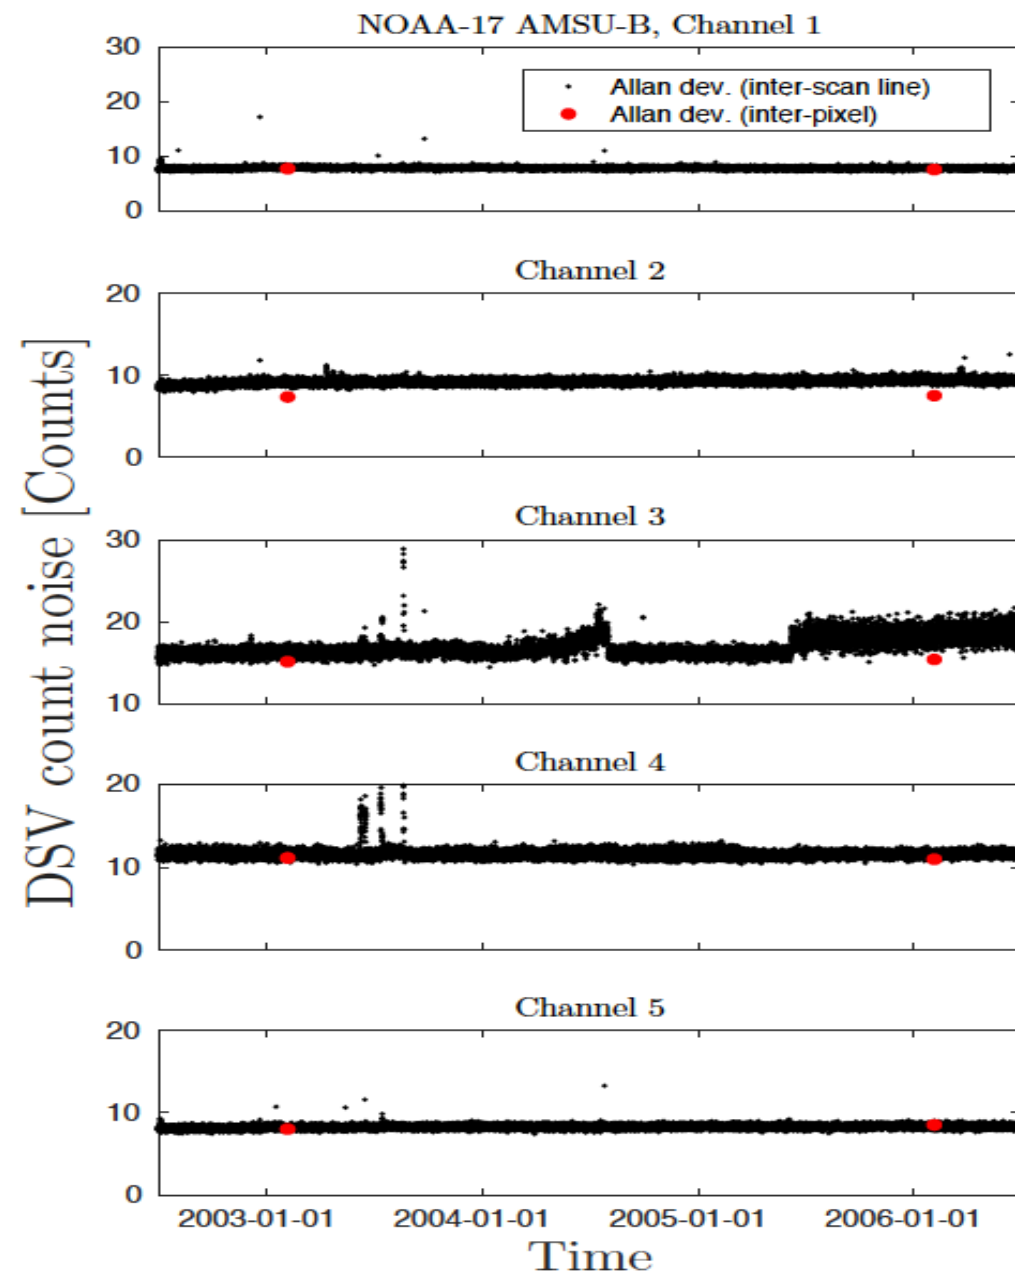 NOAA-17 AMSU-B, Channel 1
30
20
10
0
Allan dev. (inter-scan line)
Allan dev. (inter-pixel)
Channel 2
20
10
0
Channel 3
30
20
10
Channel 4
20
10
0
Channel 5
20
10
0
2003-01-01 2004-01-01 2005-01-01 2006-01-01
Time
DSV count noise [Counts]